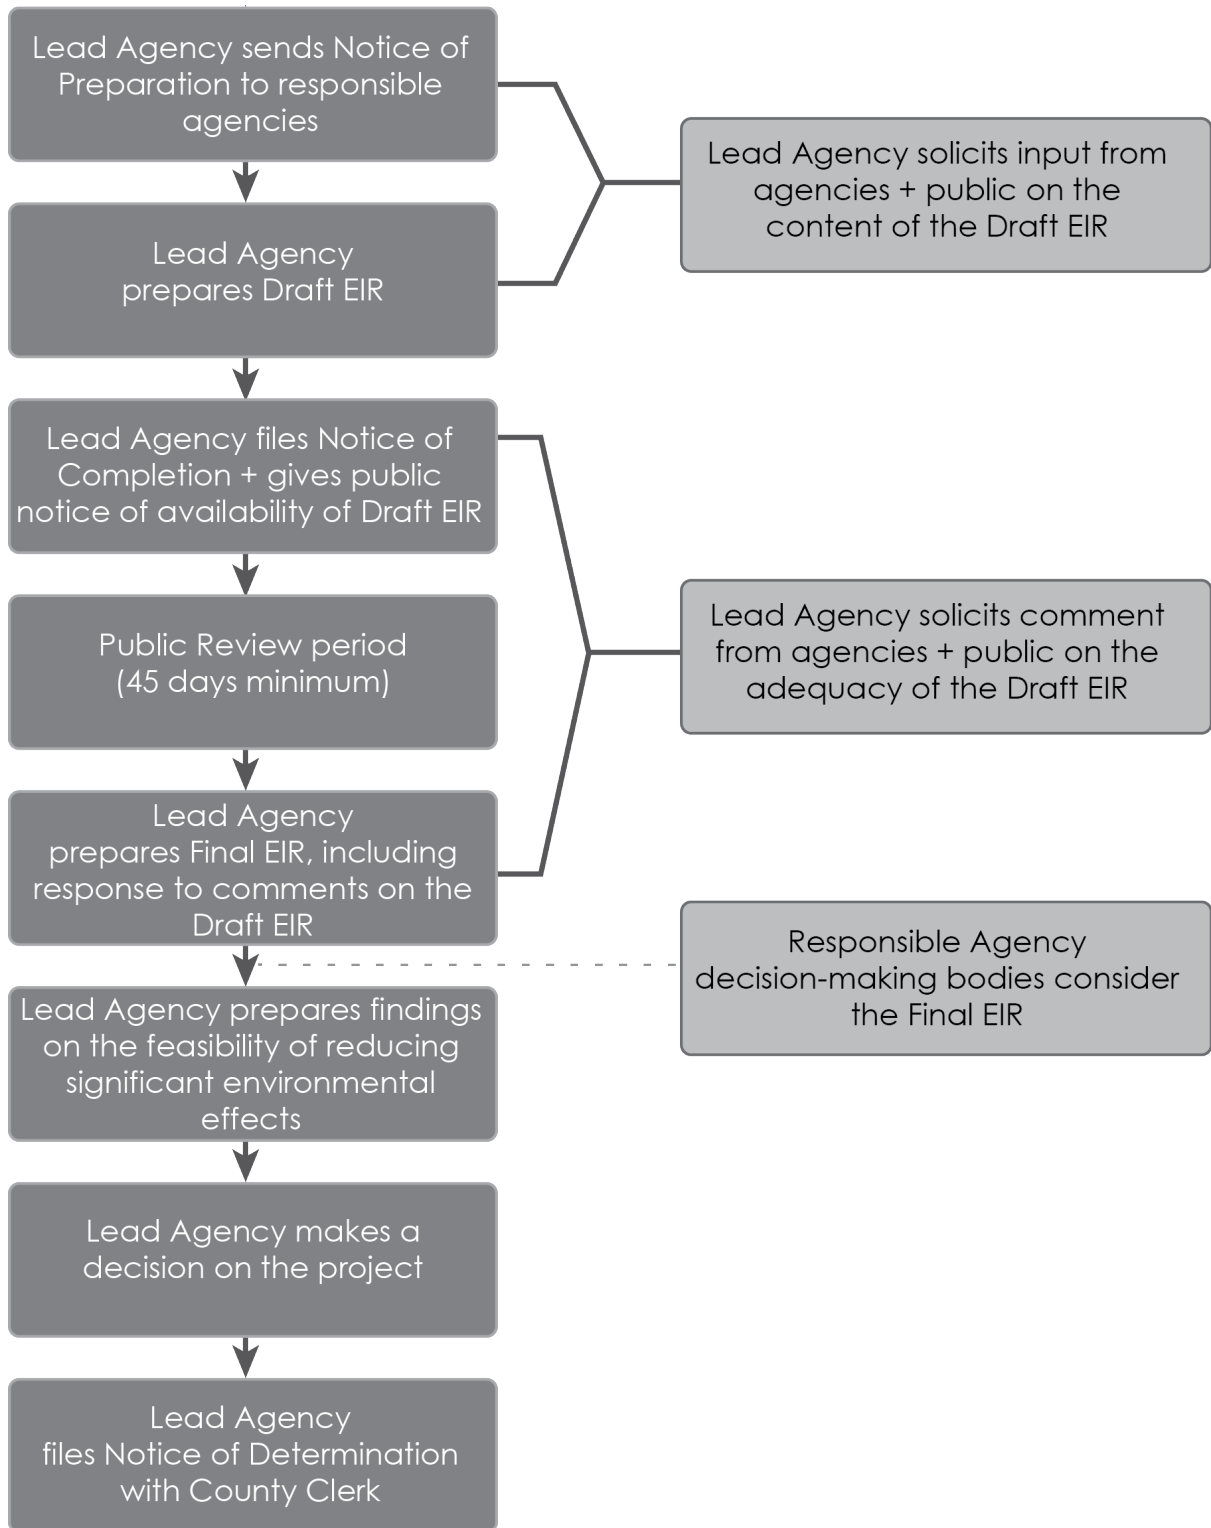 Lead Agency sends Notice of
Preparation to responsible
agencies
Lead Agency solicits input from
agencies + public on the
content of the Draft EIR
Lead Agency
prepares Draft EIR
Lead Agency files Notice of
Completion + gives public
notice of availability of Draft EIR
Public Review period
(45 days minimum)
Lead Agency solicits comment
from agencies + public on the
adequacy of the Draft EIR
Lead Agency
prepares Final EIR, including
response to comments on the
Draft EIR
Responsible Agency
decision-making bodies consider
the Final EIR
Lead Agency prepares findings
on the feasibility of reducing
significant environmental
effects
Lead Agency makes a
decision on the project
Lead Agency
files Notice of Determination
with County Clerk